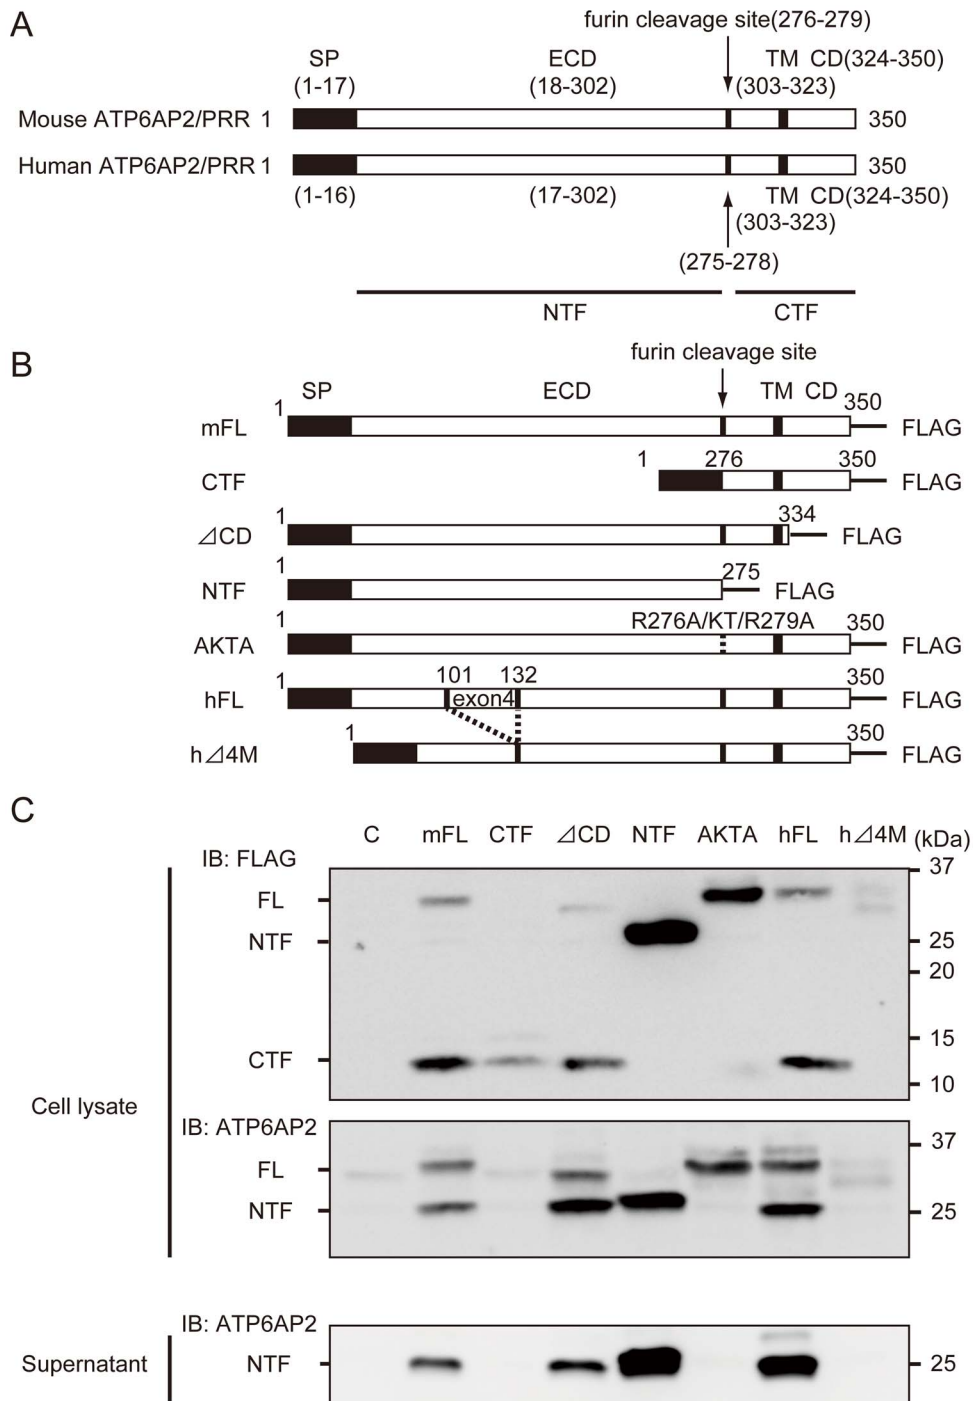 A
furin cleavage site(276-279)
SP ECD TM CD(324-350)
(1-17) (18-302) (303-323)
Mouse ATP6AP2/PRR 1 350
Human ATP6AP2/PRR 1 350
(1-16) (17-302) TM CD(324-350)
(303-323)
(275-278)
NTF CTF
B
furin cleavage site
SP ECD TM CD
1 350
mFL FLAG
1 276 350
CTF FLAG
1 334
⊿CD FLAG
1 275
NTF FLAG
1 R276A/KT/R279A 350
AKTA FLAG
1 101 132 350
hFL exon4 FLAG
1 350
h⊿4M FLAG
C
C mFL CTF ⊿CD NTF AKTA hFL h⊿4M (kDa)
IB: FLAG
37
FL
NTF 25
20
15
CTF
10
Cell lysate
IB: ATP6AP2
37
FL
NTF 25
IB: ATP6AP2
Supernatant NTF 25